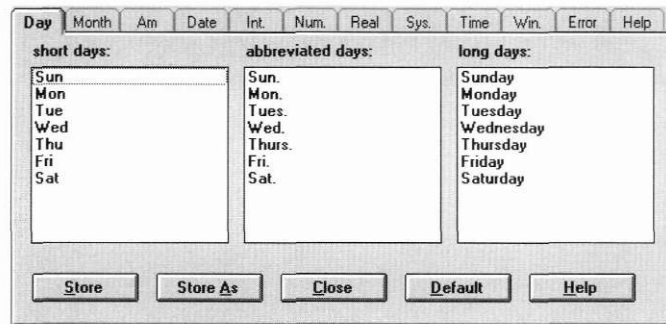 Day Month Am Date Int. Num. Real Sys. Time Win. Error Help
short days: abbreviated days: long days:
Sun Sun. Sunday
Mon Mon. Monday
Tue Tues. Tuesday
Wed Wed. Wednesday
Thu Thurs. Thursday
Fri Fri. Friday
Sat Sat. Saturday
Store Store As Close Default Help